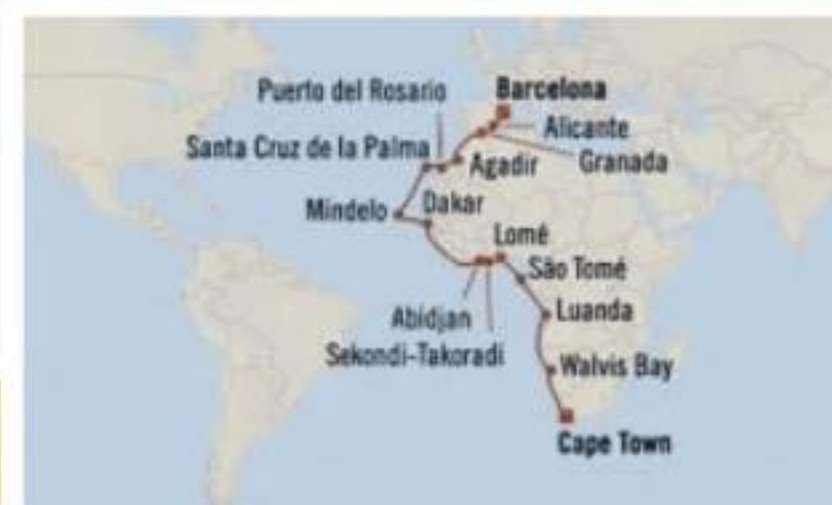 Barcelona
Puerto del Rosario
Alicante
Santa Cruz de la Palma
Agadir
Granada
Mindelo
Dakar
Lomé
São Tomé
Abidjan
Luanda
Sekondi-Takoradi
Walvis Bay
Cape Town